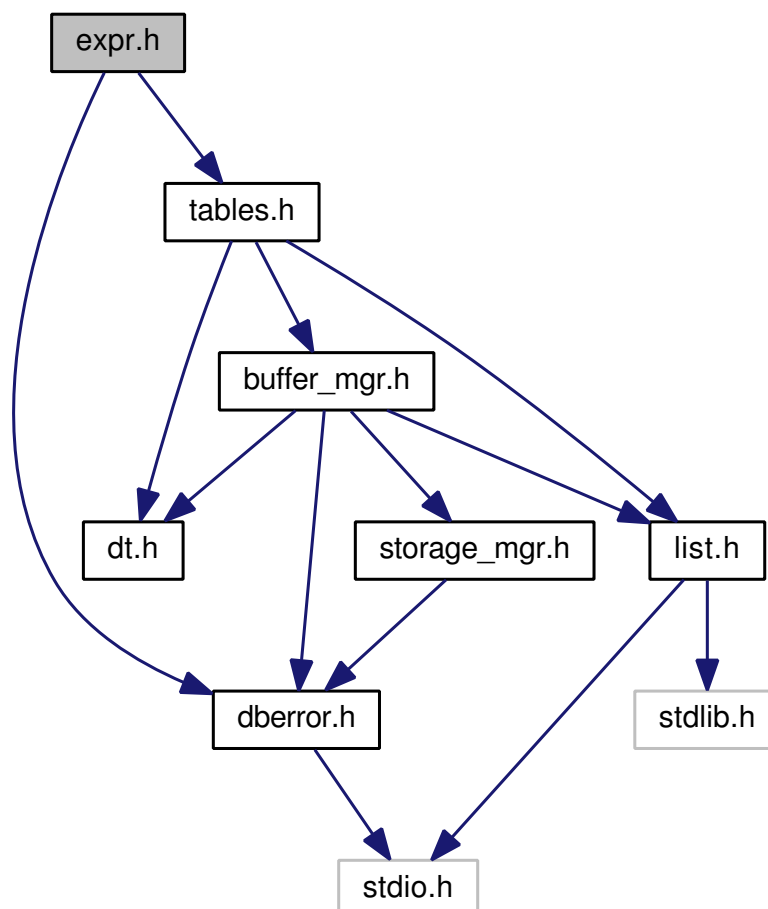 expr.h
tables.h
buffer_mgr.h
dt.h
storage_mgr.h
list.h
dberror.h
stdlib.h
stdio.h